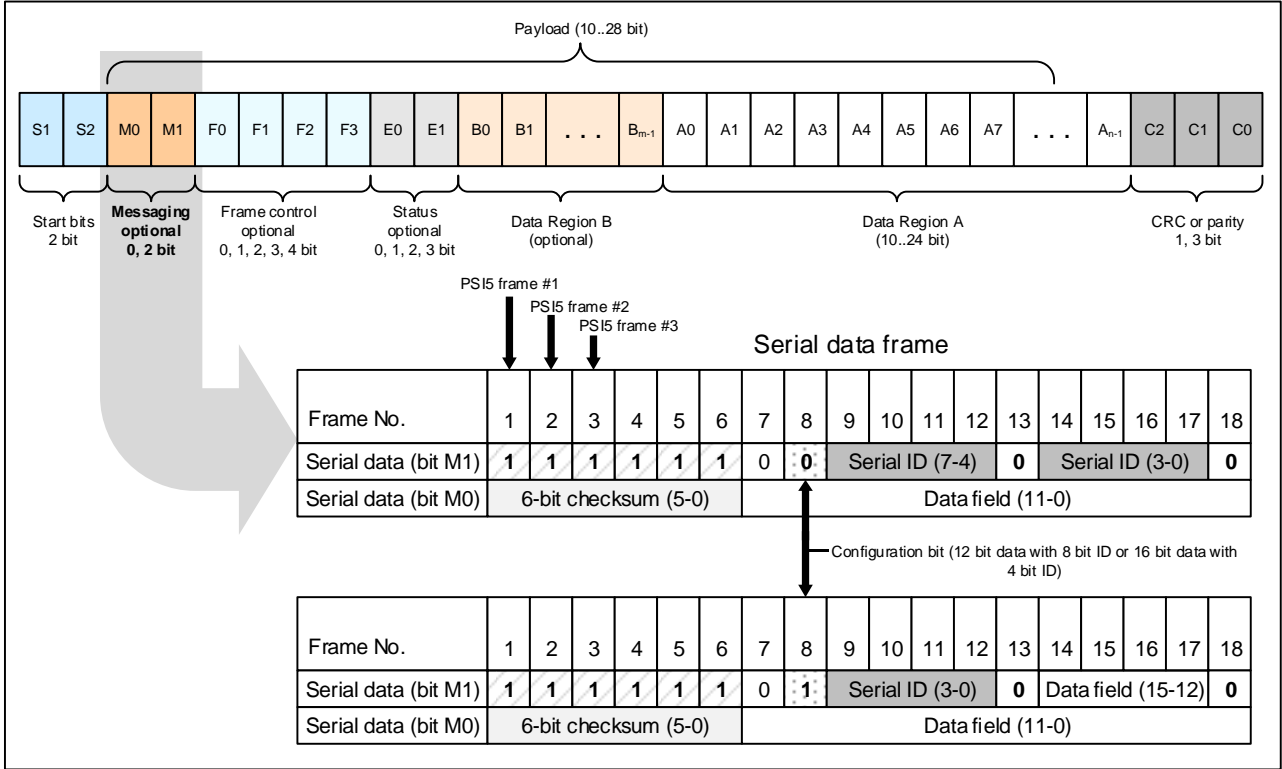 Payload (10..28 bit)
S1 S2 M0 M1 F0 F1 F2 F3 E0 E1 B0 B1 . . . Bm-1 A0 A1 A2 A3 A4 A5 A6 A7 . . . An-1 C2 C1 C0
Start bits
2 bit
Messaging
optional
0, 2 bit
Frame control
optional
0, 1, 2, 3, 4 bit
Status
optional
0, 1, 2, 3 bit
Data Region B
(optional)
Data Region A
(10..24 bit)
CRC or parity
1, 3 bit
PSI5 frame #1
PSI5 frame #2
PSI5 frame #3
Serial data frame
Frame No. 1 2 3 4 5 6 7 8 9 10 11 12 13 14 15 16 17 18
Serial data (bit M1) 1 1 1 1 1 1 0 0 Serial ID (7-4) 0 Serial ID (3-0) 0
Serial data (bit M0) 6-bit checksum (5-0) Data field (11-0)
Configuration bit (12 bit data with 8 bit ID or 16 bit data with
4 bit ID)
Frame No. 1 2 3 4 5 6 7 8 9 10 11 12 13 14 15 16 17 18
Serial data (bit M1) 1 1 1 1 1 1 0 1 Serial ID (3-0) 0 Data field (15-12) 0
Serial data (bit M0) 6-bit checksum (5-0) Data field (11-0)